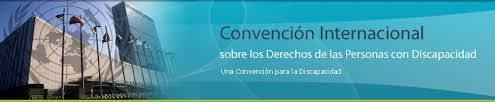 Convención Internacional
sobre los Derechos de las Personas con Discapacidad
Una Convención para la Discapacidad